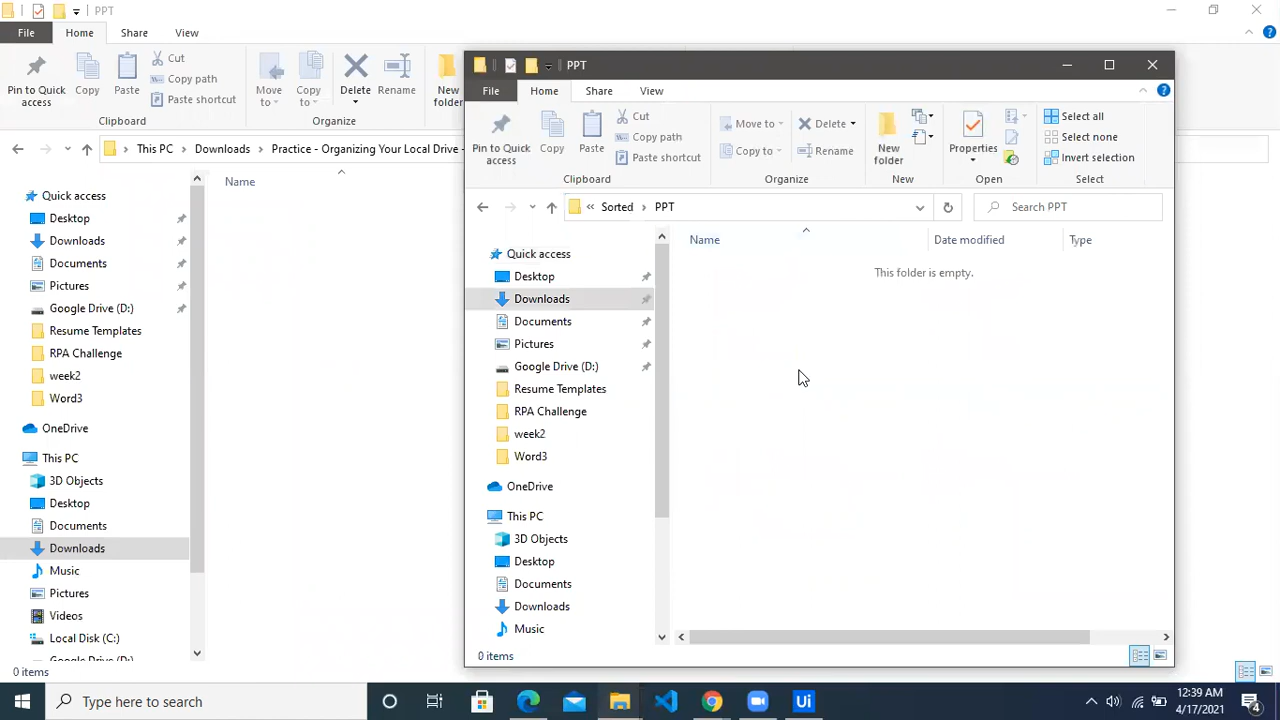 PPT
File Home Share View
Pin to Quick access
Copy
Paste
Cut
Copy path
Paste shortcut
Clipboard
Move to
Copy to
Delete
Rename
Organize
New folder
This PC > Downloads > Practice - Organizing Your Local Drive -
Name
Quick access
Desktop
Downloads
Documents
Pictures
Google Drive (D:)
Resume Templates
RPA Challenge
week2
Word3
OneDrive
This PC
3D Objects
Desktop
Documents
Downloads
Music
Pictures
Videos
Local Disk (C:)
Google Drive (D:)
0 items
PPT
File Home Share View
Pin to Quick access
Copy
Paste
Cut
Copy path
Paste shortcut
Clipboard
Move to
Copy to
Delete
Rename
Organize
New folder
New
Properties
Open
Select all
Select none
Invert selection
Select
« Sorted > PPT
Search PPT
Name Date modified Type
This folder is empty.
Quick access
Desktop
Downloads
Documents
Pictures
Google Drive (D:)
Resume Templates
RPA Challenge
week2
Word3
OneDrive
This PC
3D Objects
Desktop
Documents
Downloads
Music
0 items
Type here to search
Ui
12:39 AM
4/17/2021
4